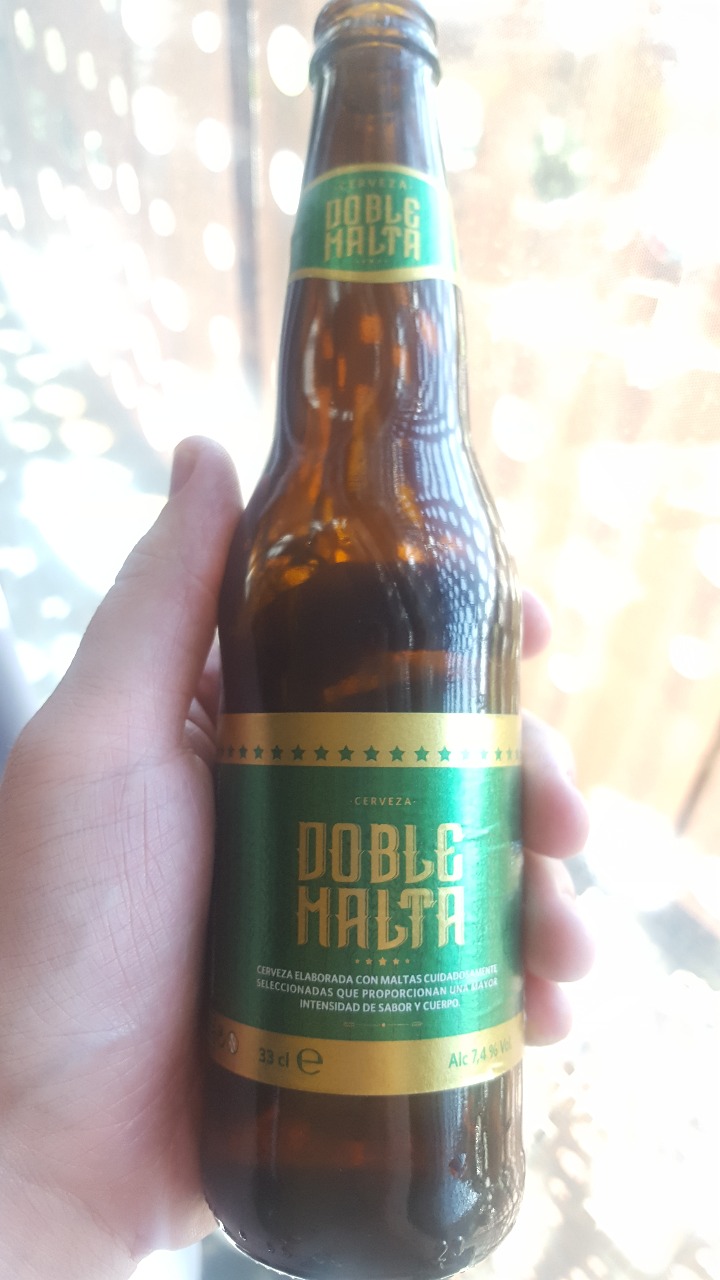 ·CERVEZA·
DOBLE
MALTA
·CERVEZA·
DOBLE
MALTA
CERVEZA ELABORADA CON MALTAS CUIDADOSAMENTE
SELECCIONADAS QUE PROPORCIONAN UNA MAYOR
INTENSIDAD DE SABOR Y CUERPO.
33 cl e
Alc 7,4 % Vol.